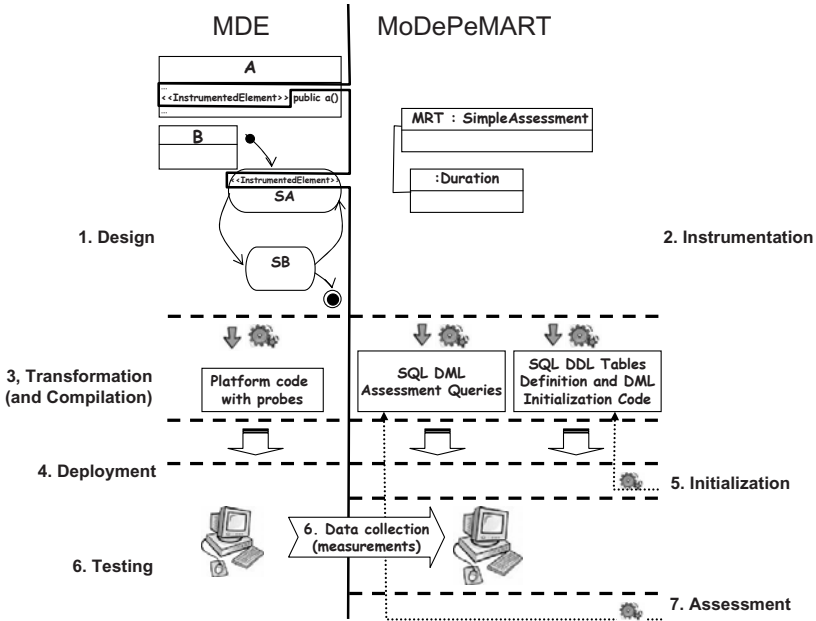 MDE
MoDePeMART
A
...
<<InstrumentedElement>> public a()
...
B
MRT : SimpleAssessment
:Duration
<<InstrumentedElement>>
SA
SB
1. Design
2. Instrumentation
3, Transformation
(and Compilation)
Platform code
with probes
SQL DML
Assessment Queries
SQL DDL Tables
Definition and DML
Initialization Code
4. Deployment
5. Initialization
6. Data collection
(measurements)
6. Testing
7. Assessment